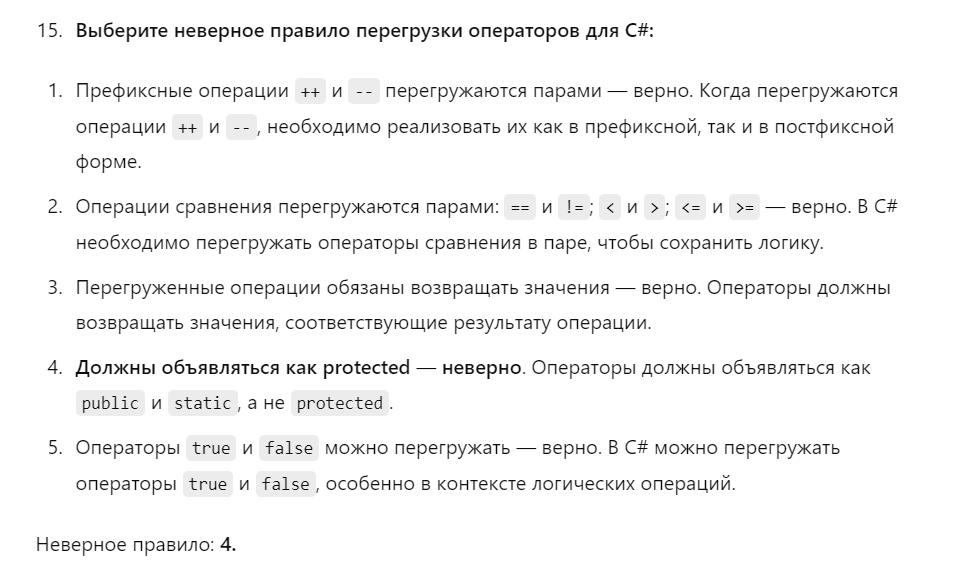 15. Выберите неверное правило перегрузки операторов для C#:
1. Префиксные операции ++ и -- перегружаются парами — верно. Когда перегружаются
операции ++ и --, необходимо реализовать их как в префиксной, так и в постфиксной
форме.
2. Операции сравнения перегружаются парами: == и !=; < и >; <= и >= — верно. В C#
необходимо перегружать операторы сравнения в паре, чтобы сохранить логику.
3. Перегруженные операции обязаны возвращать значения — верно. Операторы должны
возвращать значения, соответствующие результату операции.
4. Должны объявляться как protected — неверно. Операторы должны объявляться как
public и static, а не protected.
5. Операторы true и false можно перегружать — верно. В C# можно перегружать
операторы true и false, особенно в контексте логических операций.
Неверное правило: 4.